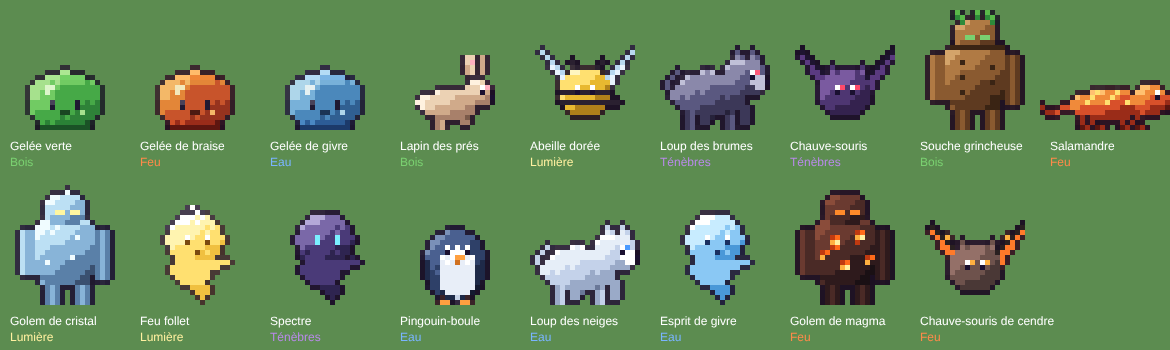 Gelée verte
Bois
Gelée de braise
Feu
Gelée de givre
Eau
Lapin des prés
Bois
Abeille dorée
Lumière
Loup des brumes
Ténèbres
Chauve-souris
Ténèbres
Souche grincheuse
Bois
Salamandre
Feu
Golem de cristal
Lumière
Feu follet
Lumière
Spectre
Ténèbres
Pingouin-boule
Eau
Loup des neiges
Eau
Esprit de givre
Eau
Golem de magma
Feu
Chauve-souris de cendre
Feu